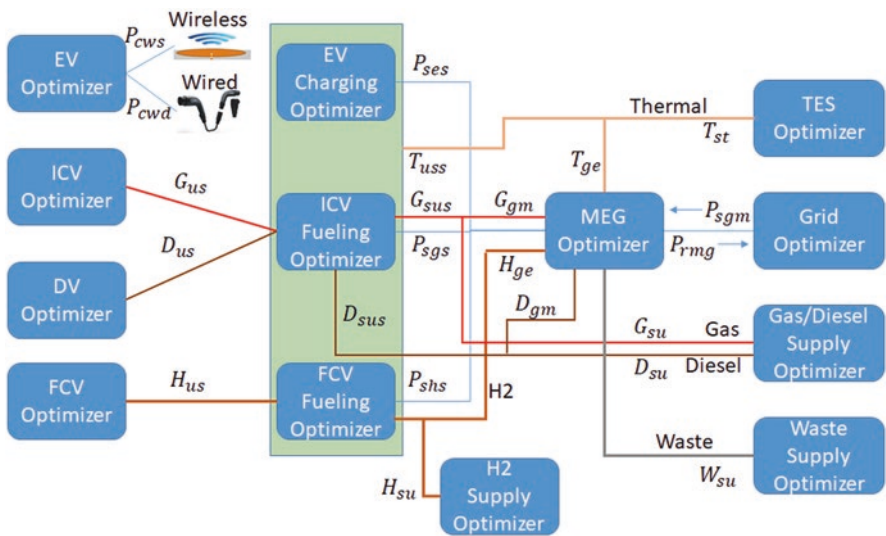 EV
Optimizer
P_cws
Wireless
Wired
P_cwd
ICV
Optimizer
G_us
D_us
DV
Optimizer
FCV
Optimizer
H_us
EV
Charging
Optimizer
P_ses
T_uss
ICV
Fueling
Optimizer
G_sus
P_sgs
D_sus
FCV
Fueling
Optimizer
P_shs
H2
H_su
H2
Supply
Optimizer
G_gm
H_ge
D_gm
T_ge
MEG
Optimizer
Thermal
T_st
TES
Optimizer
P_sgm
P_rmg
Grid
Optimizer
G_su
Gas
D_su
Diesel
Gas/Diesel
Supply
Optimizer
Waste
W_su
Waste
Supply
Optimizer